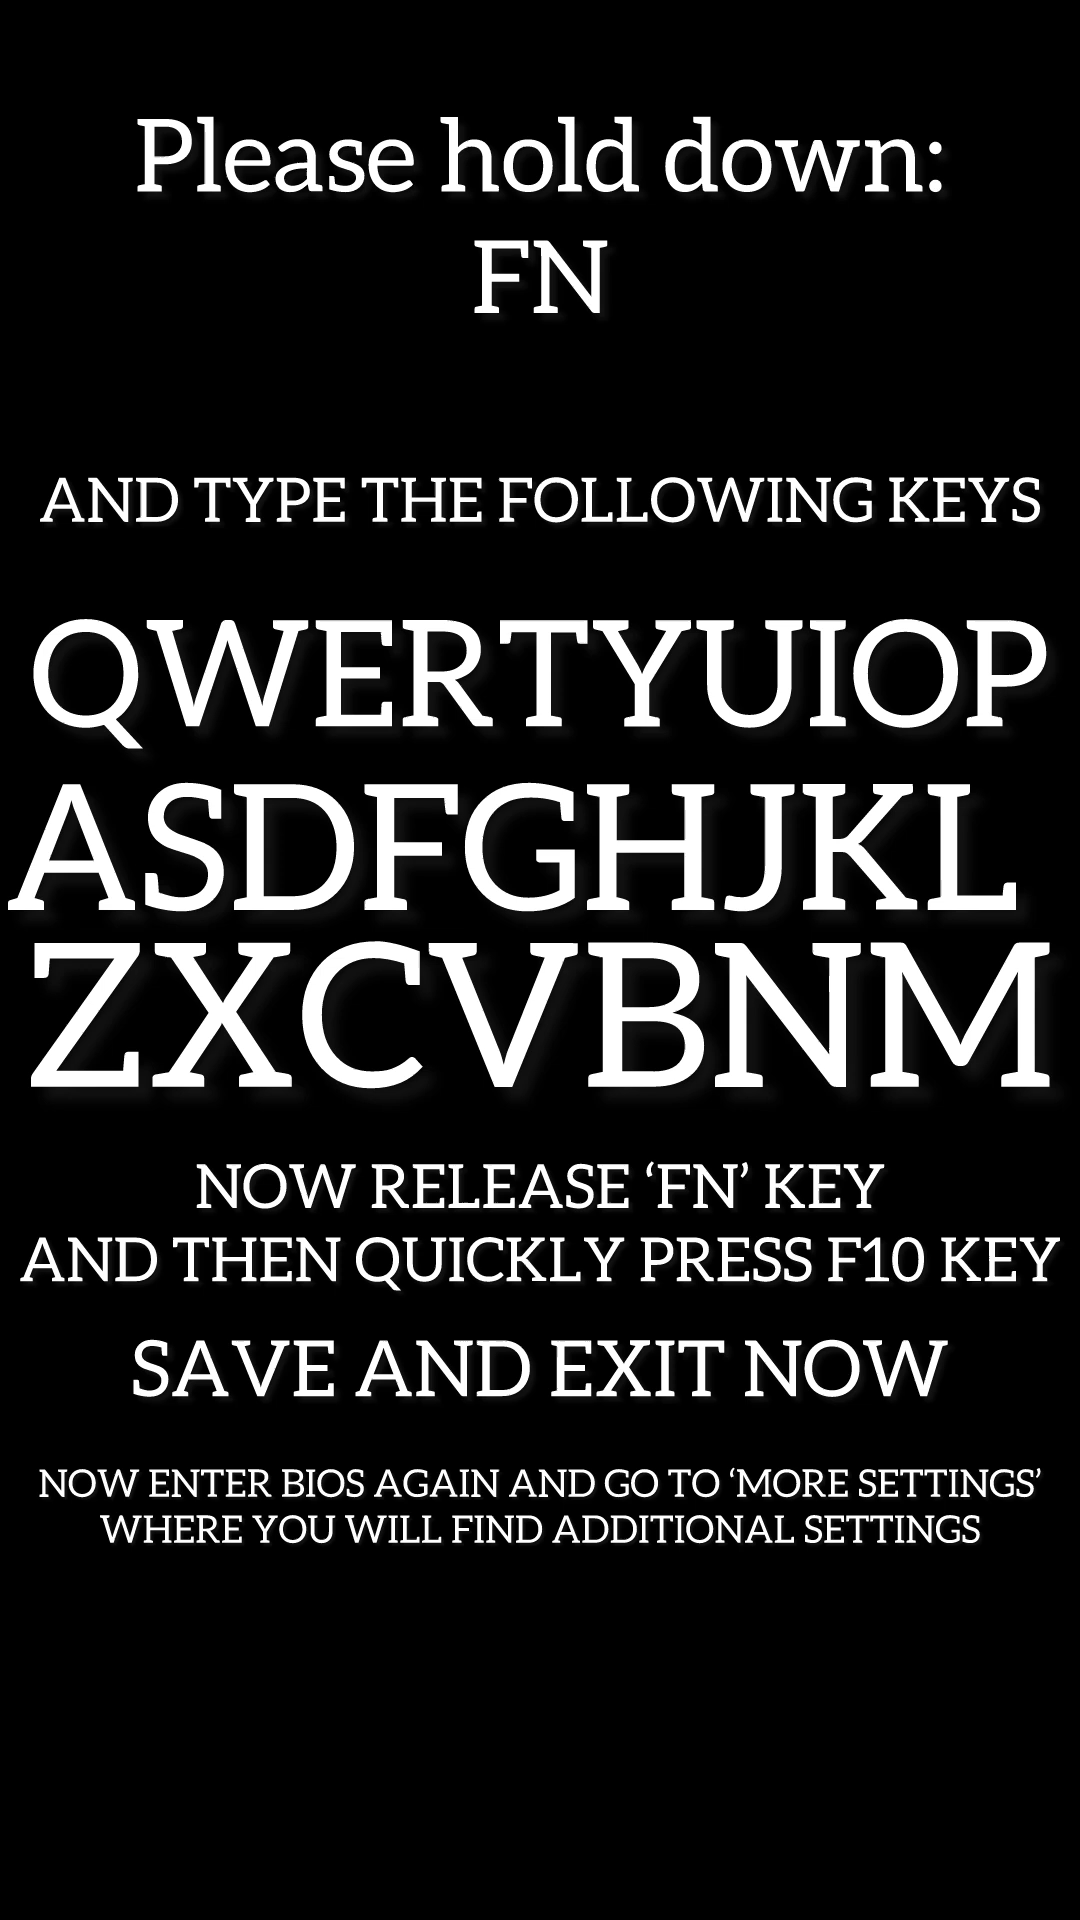 Please hold down:
FN
AND TYPE THE FOLLOWING KEYS
QWERTYUIOP
ASDFGHJKL
ZXCVBNM
NOW RELEASE ‘FN’ KEY
AND THEN QUICKLY PRESS F10 KEY
SAVE AND EXIT NOW
NOW ENTER BIOS AGAIN AND GO TO ‘MORE SETTINGS’
WHERE YOU WILL FIND ADDITIONAL SETTINGS